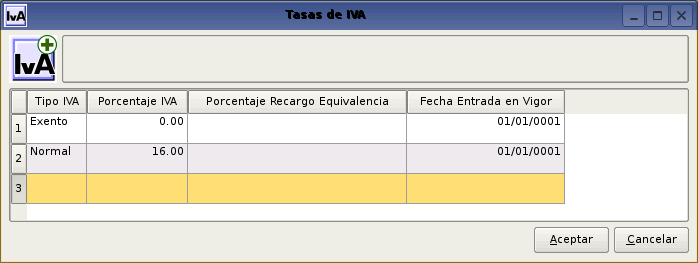 IvA Tasas de IVA
IvA
Tipo IVA Porcentaje IVA Porcentaje Recargo Equivalencia Fecha Entrada en Vigor
1 Exento 0.00 01/01/0001
2 Normal 16.00 01/01/0001
3
Aceptar Cancelar